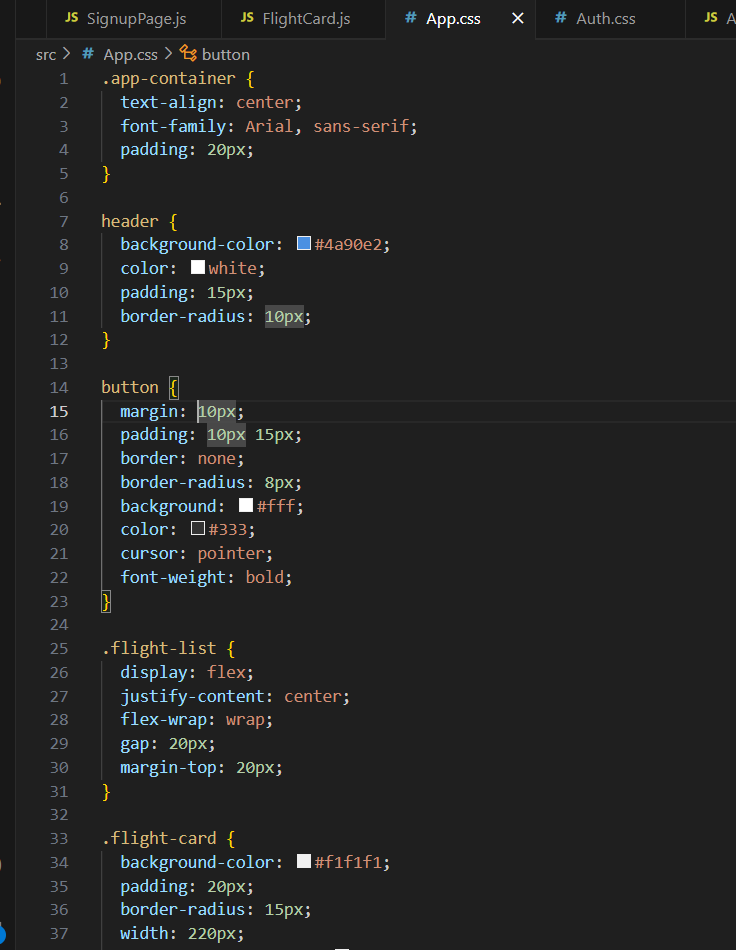 JS SignupPage.js JS FlightCard.js # App.css × # Auth.css JS A
src > # App.css > button
1 .app-container {
2 text-align: center;
3 font-family: Arial, sans-serif;
4 padding: 20px;
5 }
6
7 header {
8 background-color: #4a90e2;
9 color: white;
10 padding: 15px;
11 border-radius: 10px;
12 }
13
14 button {
15 margin: 10px;
16 padding: 10px 15px;
17 border: none;
18 border-radius: 8px;
19 background: #fff;
20 color: #333;
21 cursor: pointer;
22 font-weight: bold;
23 }
24
25 .flight-list {
26 display: flex;
27 justify-content: center;
28 flex-wrap: wrap;
29 gap: 20px;
30 margin-top: 20px;
31 }
32
33 .flight-card {
34 background-color: #f1f1f1;
35 padding: 20px;
36 border-radius: 15px;
37 width: 220px;